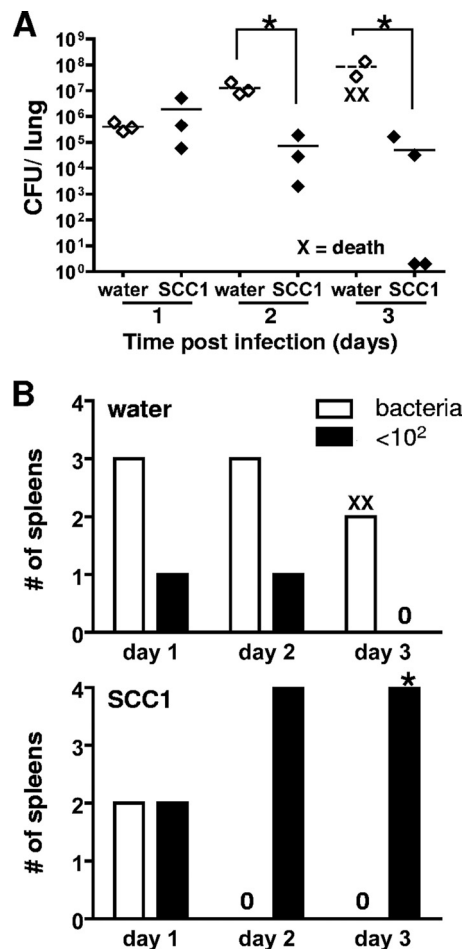 A
CFU/ lung
10⁹
10⁸
10⁷
10⁶
10⁵
10⁴
10³
10²
10¹
10⁰
*
*
XX
X = death
water SCC1 water SCC1 water SCC1
1 2 3
Time post infection (days)
B
# of spleens
4
3
2
1
0
water
bacteria
<10²
XX
0
day 1 day 2 day 3
# of spleens
4
3
2
1
0
SCC1
*
0 0
day 1 day 2 day 3